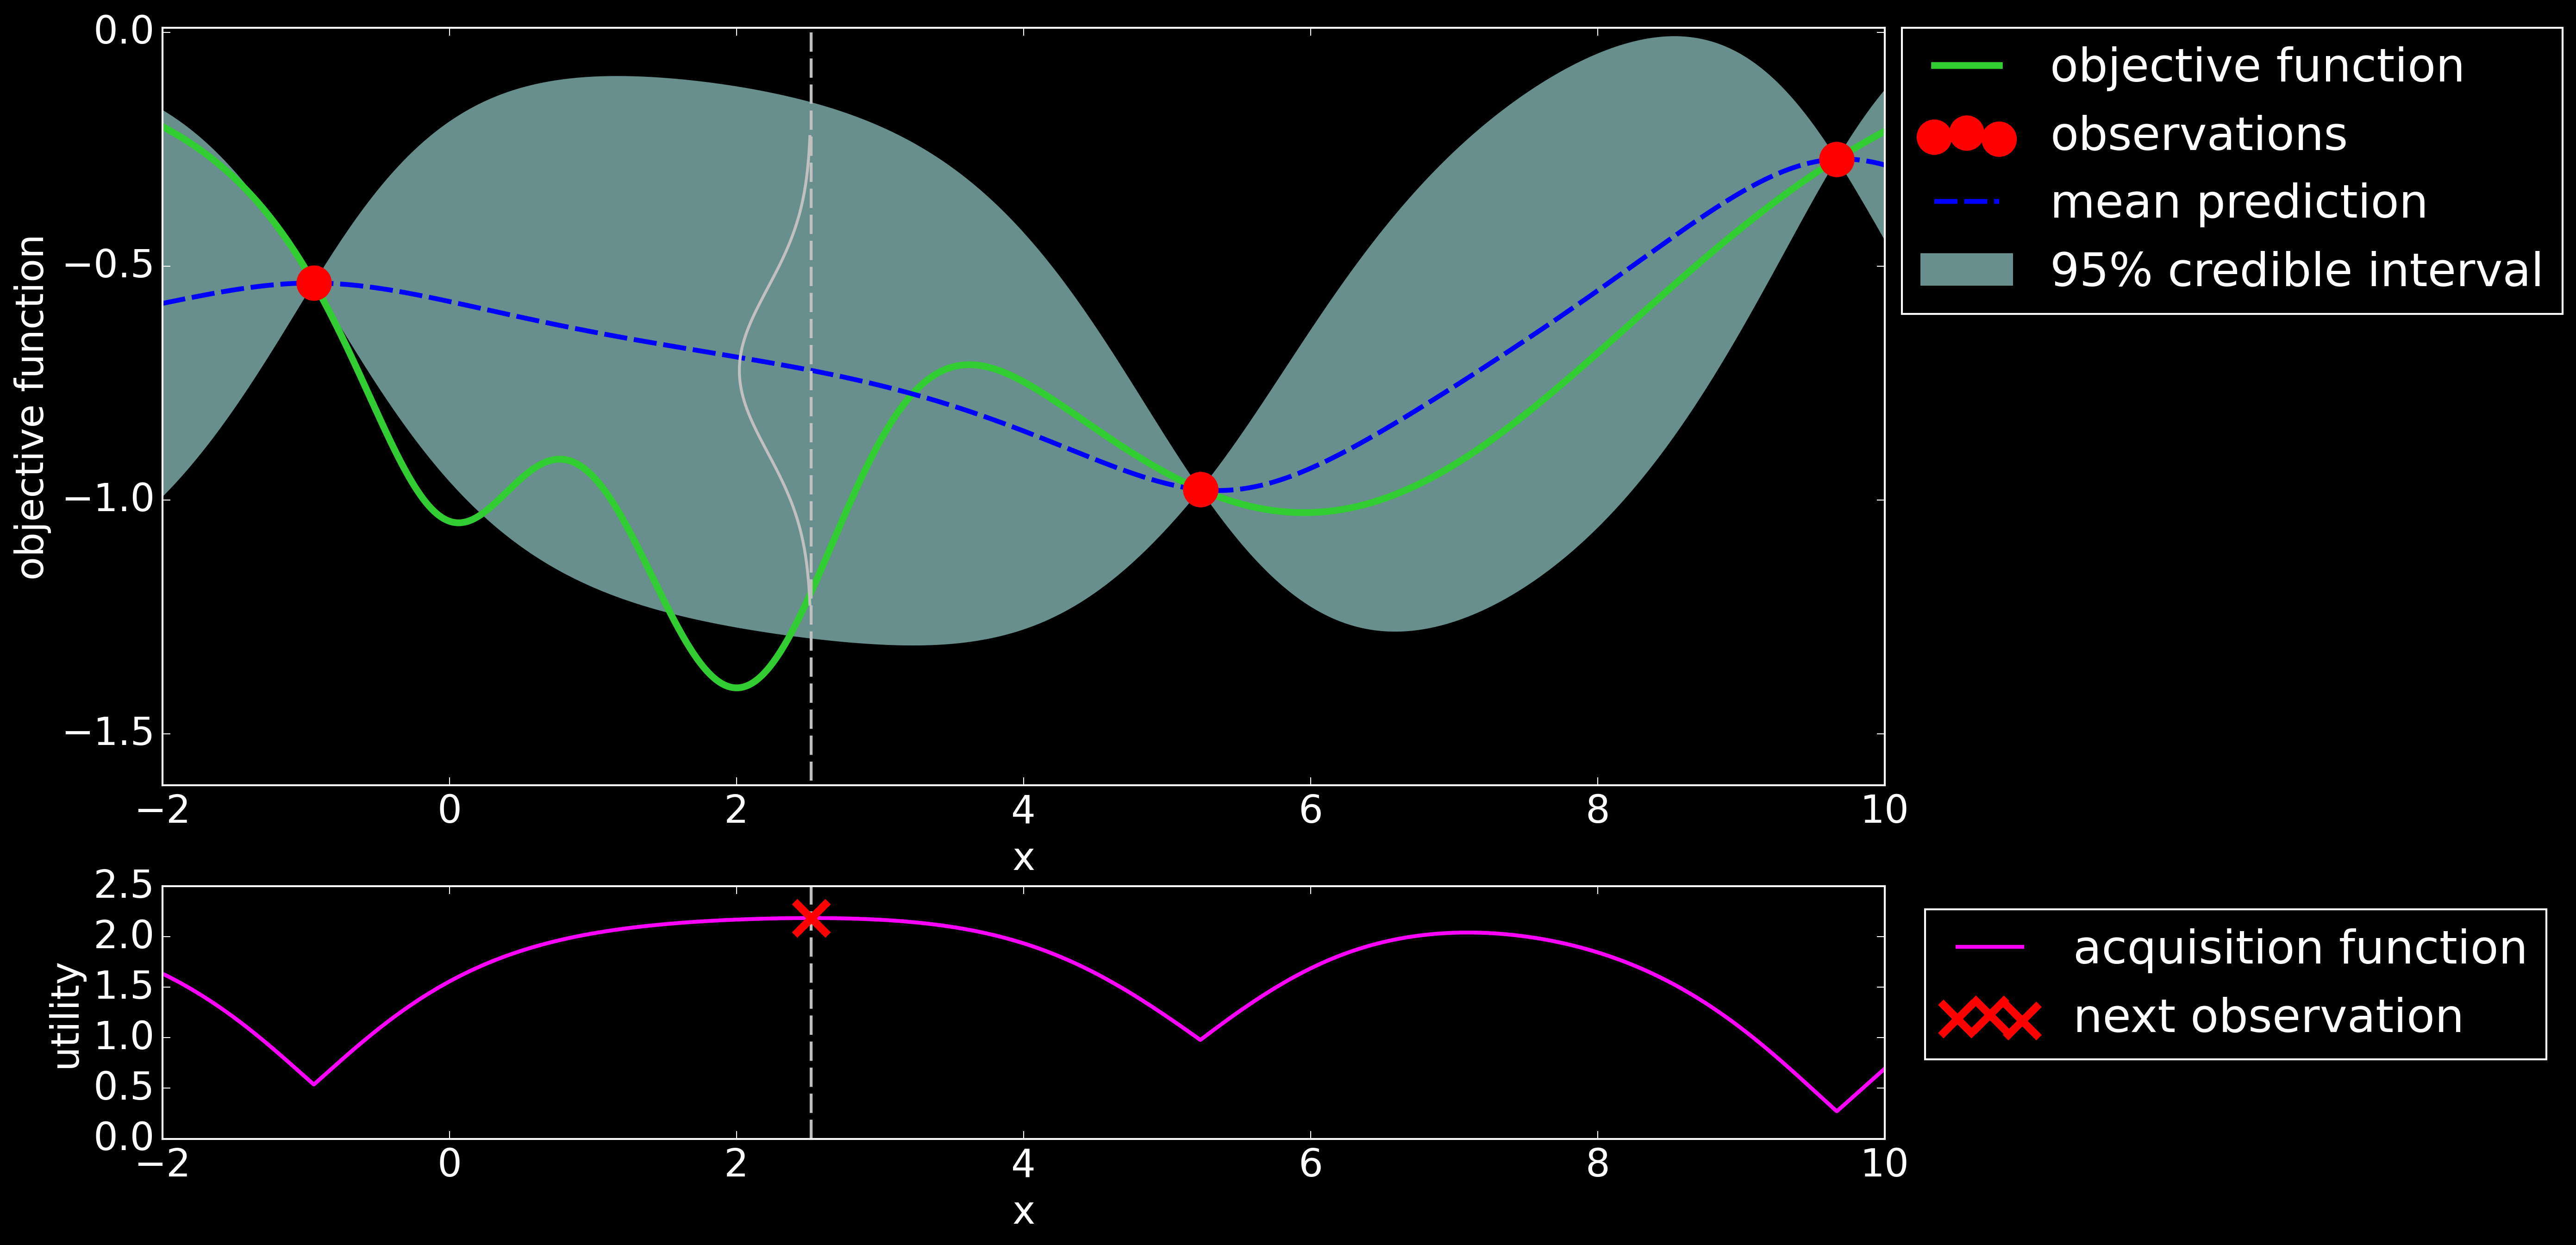 0.0
−0.5
−1.0
−1.5
objective function
−2 0 2 4 6 8 10
x
objective function
observations
mean prediction
95% credible interval
2.5
2.0
1.5
1.0
0.5
0.0
utility
−2 0 2 4 6 8 10
x
acquisition function
next observation